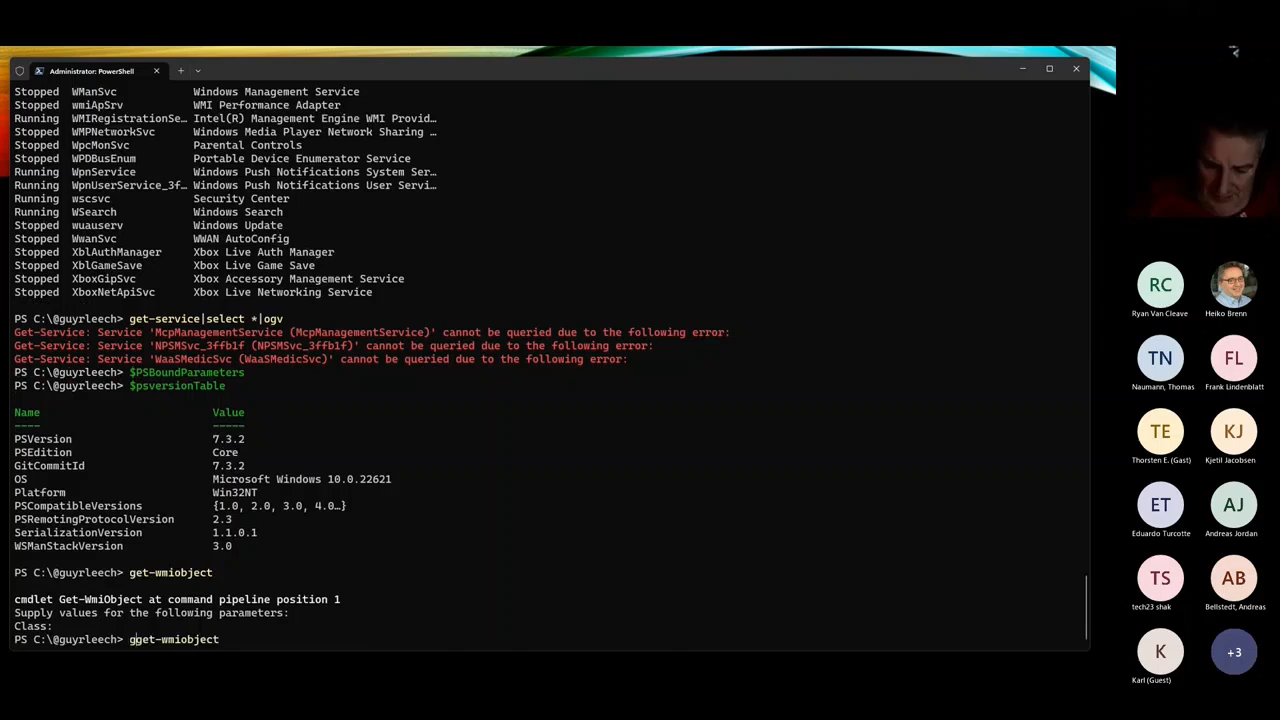 Administrator: PowerShell
Stopped WManSvc Windows Management Service
Stopped wmiApSrv WMI Performance Adapter
Running WMIRegistrationSe… Intel(R) Management Engine WMI Provid…
Stopped WMPNetworkSvc Windows Media Player Network Sharing …
Stopped WpcMonSvc Parental Controls
Stopped WPDBusEnum Portable Device Enumerator Service
Running WpnService Windows Push Notifications System Ser…
Running WpnUserService_3f… Windows Push Notifications User Servi…
Running wscsvc Security Center
Running WSearch Windows Search
Stopped wuauserv Windows Update
Stopped WwanSvc WWAN AutoConfig
Stopped XblAuthManager Xbox Live Auth Manager
Stopped XblGameSave Xbox Live Game Save
Stopped XboxGipSvc Xbox Accessory Management Service
Stopped XboxNetApiSvc Xbox Live Networking Service
PS C:\@guyrleech> get-service|select *|ogv
Get-Service: Service 'McpManagementService (McpManagementService)' cannot be queried due to the following error:
Get-Service: Service 'NPSMSvc_3ffb1f (NPSMSvc_3ffb1f)' cannot be queried due to the following error:
Get-Service: Service 'WaaSMedicSvc (WaaSMedicSvc)' cannot be queried due to the following error:
PS C:\@guyrleech> $PSBoundParameters
PS C:\@guyrleech> $psversionTable
Name Value
---- -----
PSVersion 7.3.2
PSEdition Core
GitCommitId 7.3.2
OS Microsoft Windows 10.0.22621
Platform Win32NT
PSCompatibleVersions {1.0, 2.0, 3.0, 4.0…}
PSRemotingProtocolVersion 2.3
SerializationVersion 1.1.0.1
WSManStackVersion 3.0
PS C:\@guyrleech> get-wmiobject
cmdlet Get-WmiObject at command pipeline position 1
Supply values for the following parameters:
Class:
PS C:\@guyrleech> gget-wmiobject
RC
Ryan Van Cleave
Heiko Brenn
TN
Naumann, Thomas
FL
Frank Lindenblatt
TE
Thorsten E. (Gast)
KJ
Kjetil Jacobsen
ET
Eduardo Turcotte
AJ
Andreas Jordan
TS
tech23 shak
AB
Bellstedt, Andreas
K
Karl (Guest)
+3